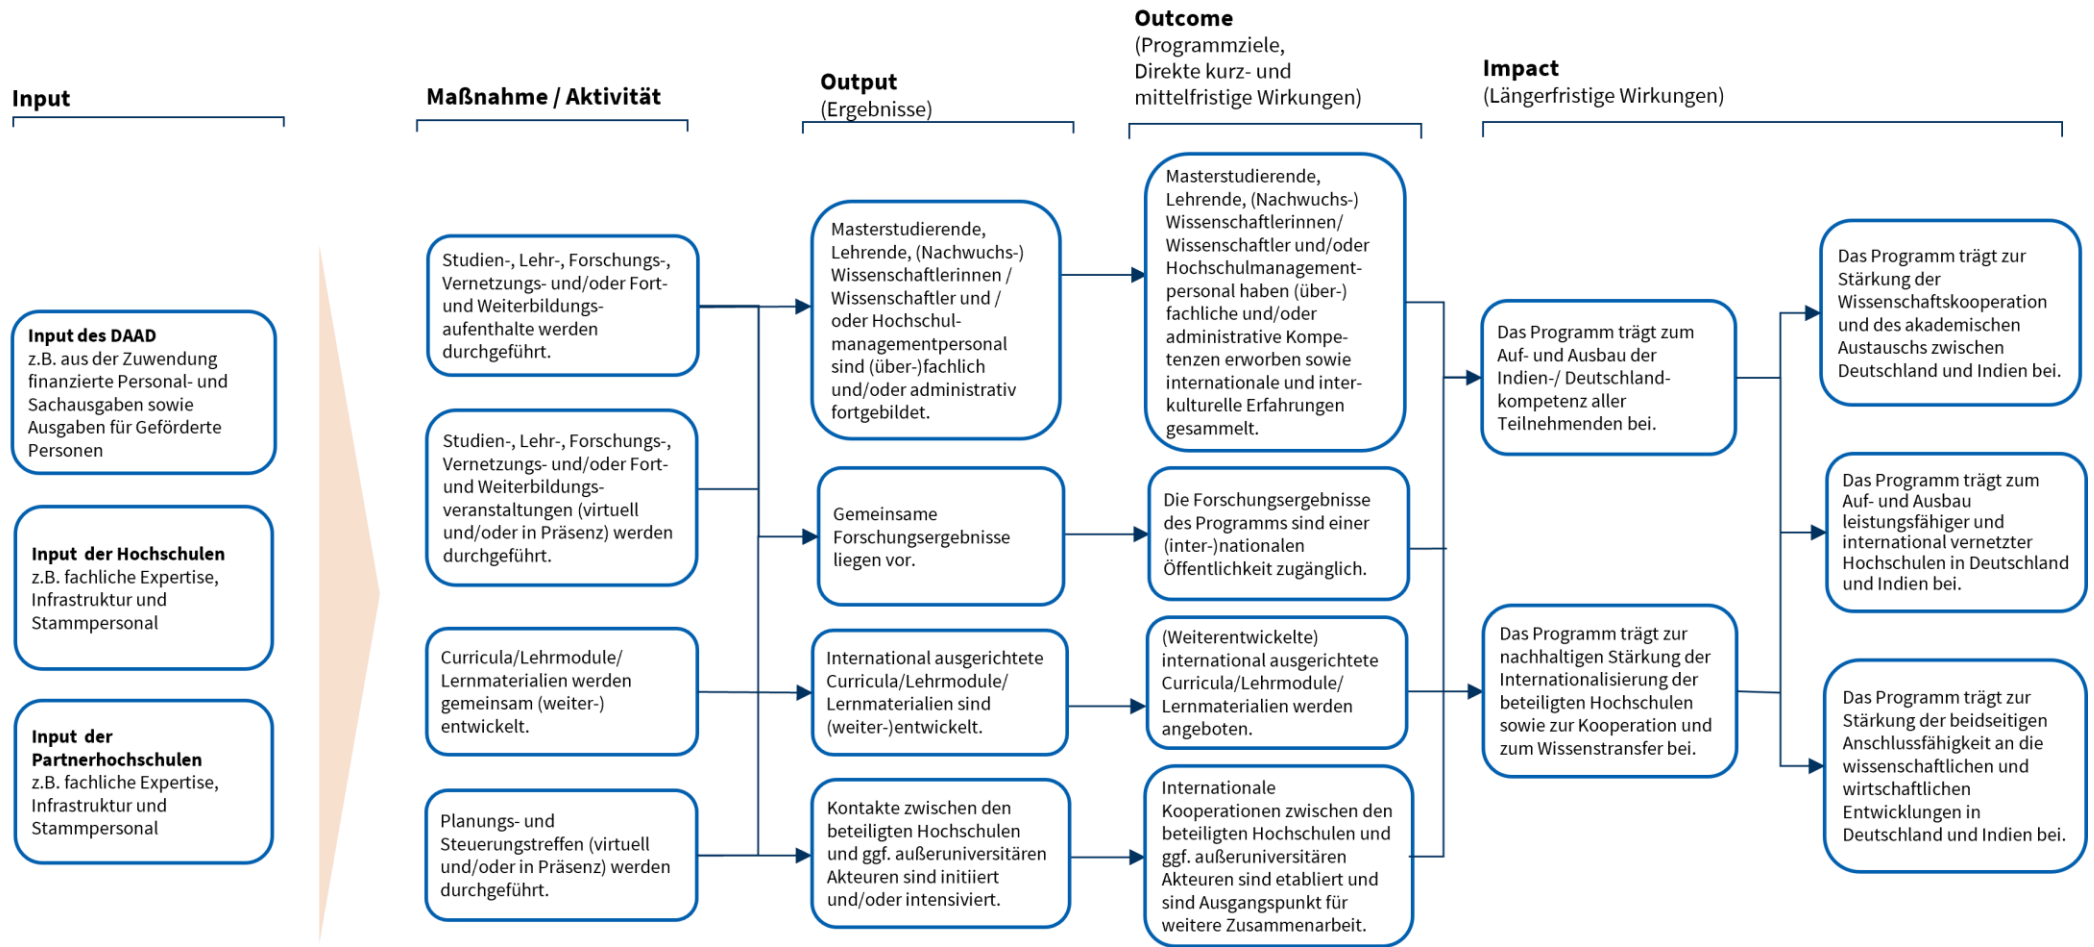 Input
Input des DAAD
z.B. aus der Zuwendung
finanzierte Personal- und
Sachausgaben sowie
Ausgaben für Geförderte
Personen
Input der Hochschulen
z.B. fachliche Expertise,
Infrastruktur und
Stammpersonal
Input der
Partnerhochschulen
z.B. fachliche Expertise,
Infrastruktur und
Stammpersonal
Maßnahme / Aktivität
Studien-, Lehr-, Forschungs-,
Vernetzungs- und/oder Fort-
und Weiterbildungs-
aufenthalte werden
durchgeführt.
Studien-, Lehr-, Forschungs-,
Vernetzungs- und/oder Fort-
und Weiterbildungs-
veranstaltungen (virtuell
und/oder in Präsenz) werden
durchgeführt.
Curricula/Lehrmodule/
Lernmaterialien werden
gemeinsam (weiter-)
entwickelt.
Planungs- und
Steuerungstreffen (virtuell
und/oder in Präsenz) werden
durchgeführt.
Output
(Ergebnisse)
Masterstudierende,
Lehrende, (Nachwuchs-)
Wissenschaftlerinnen /
Wissenschaftler und /
oder Hochschul-
managementpersonal
sind (über-)fachlich
und/oder administrativ
fortgebildet.
Gemeinsame
Forschungsergebnisse
liegen vor.
International ausgerichtete
Curricula/Lehrmodule/
Lernmaterialien sind
(weiter-)entwickelt.
Kontakte zwischen den
beteiligten Hochschulen
und ggf. außeruniversitären
Akteuren sind initiiert
und/oder intensiviert.
Outcome
(Programmziele,
Direkte kurz- und
mittelfristige Wirkungen)
Masterstudierende,
Lehrende, (Nachwuchs-)
Wissenschaftlerinnen/
Wissenschaftler und/oder
Hochschulmanagement-
personal haben (über-)
fachliche und/oder
administrative Kompe-
tenzen erworben sowie
internationale und inter-
kulturelle Erfahrungen
gesammelt.
Die Forschungsergebnisse
des Programms sind einer
(inter-)nationalen
Öffentlichkeit zugänglich.
(Weiterentwickelte)
international ausgerichtete
Curricula/Lehrmodule/
Lernmaterialien werden
angeboten.
Internationale
Kooperationen zwischen den
beteiligten Hochschulen und
ggf. außeruniversitären
Akteuren sind etabliert und
sind Ausgangspunkt für
weitere Zusammenarbeit.
Impact
(Längerfristige Wirkungen)
Das Programm trägt zum
Auf- und Ausbau der
Indien-/ Deutschland-
kompetenz aller
Teilnehmenden bei.
Das Programm trägt zur
nachhaltigen Stärkung der
Internationalisierung der
beteiligten Hochschulen
sowie zur Kooperation und
zum Wissenstransfer bei.
Das Programm trägt zur
Stärkung der
Wissenschaftskooperation
und des akademischen
Austauschs zwischen
Deutschland und Indien bei.
Das Programm trägt zum
Auf- und Ausbau
leistungsfähiger und
international vernetzter
Hochschulen in Deutschland
und Indien bei.
Das Programm trägt zur
Stärkung der beidseitigen
Anschlussfähigkeit an die
wissenschaftlichen und
wirtschaftlichen
Entwicklungen in
Deutschland und Indien bei.